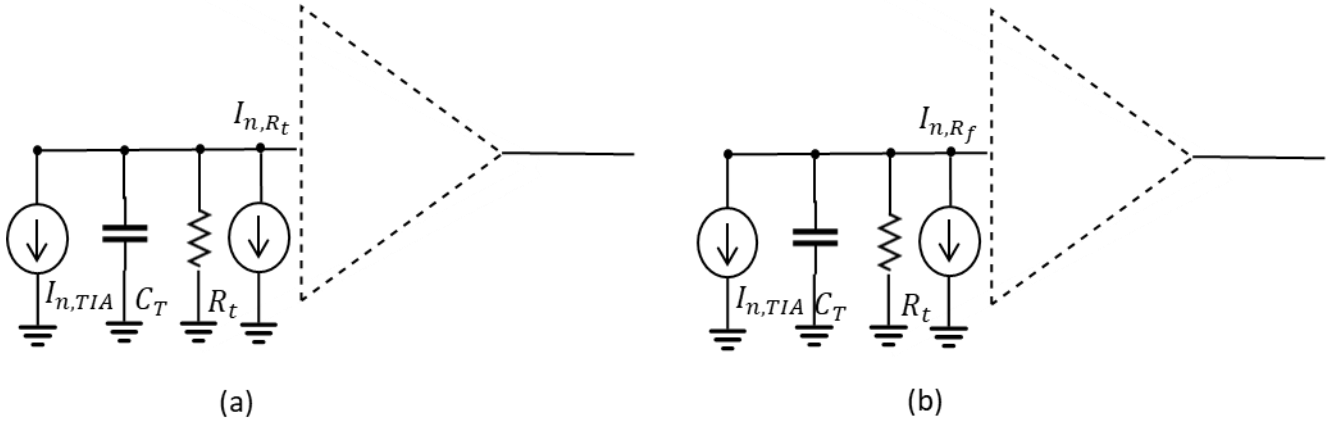 I_{n,R_t}
I_{n,TIA} C_T R_t
(a)
I_{n,R_f}
I_{n,TIA} C_T R_t
(b)